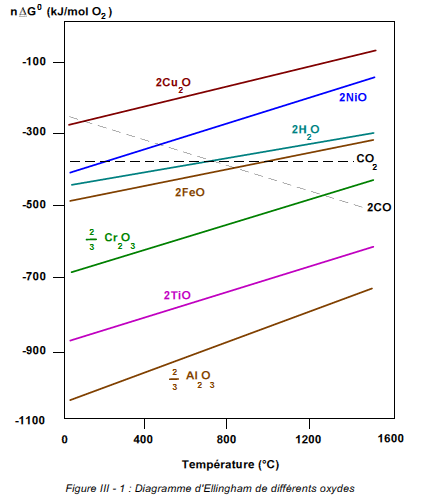 n ΔG⁰ (kJ/mol O₂)
-100
2Cu₂O
2NiO
-300
2H₂O
CO₂
2FeO
-500
2CO
2/3 Cr₂O₃
-700
2TiO
-900
2/3 Al₂O₃
-1100
0 400 800 1200 1600
Température (°C)
Figure III - 1 : Diagramme d'Ellingham de différents oxydes